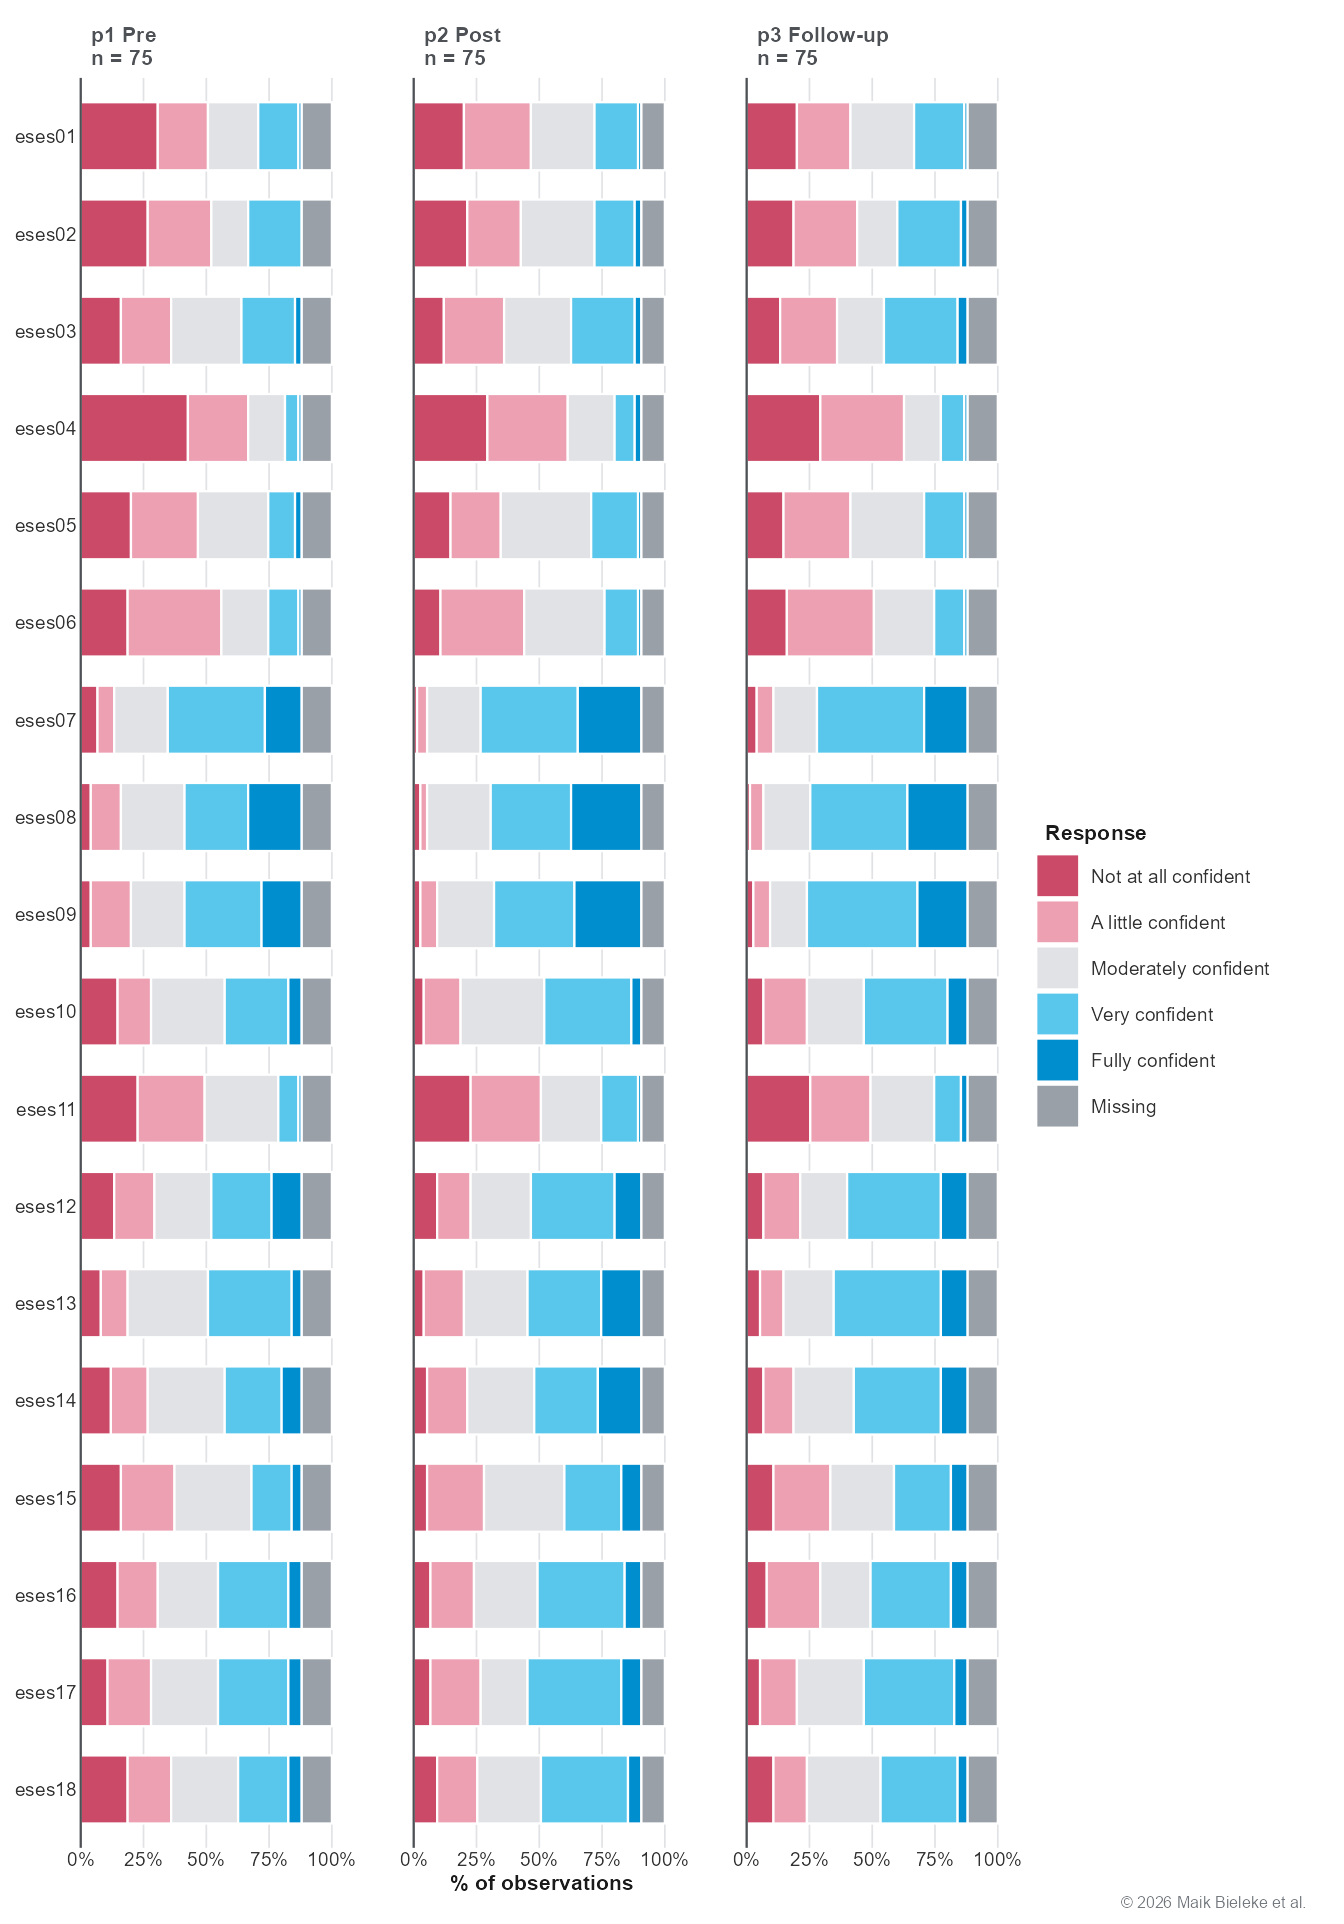 p1 Pre
n = 75
p2 Post
n = 75
p3 Follow-up
n = 75
eses01
eses02
eses03
eses04
eses05
eses06
eses07
eses08
eses09
eses10
eses11
eses12
eses13
eses14
eses15
eses16
eses17
eses18
0% 25% 50% 75% 100%
0% 25% 50% 75% 100%
0% 25% 50% 75% 100%
% of observations
Response
Not at all confident
A little confident
Moderately confident
Very confident
Fully confident
Missing
© 2026 Maik Bieleke et al.